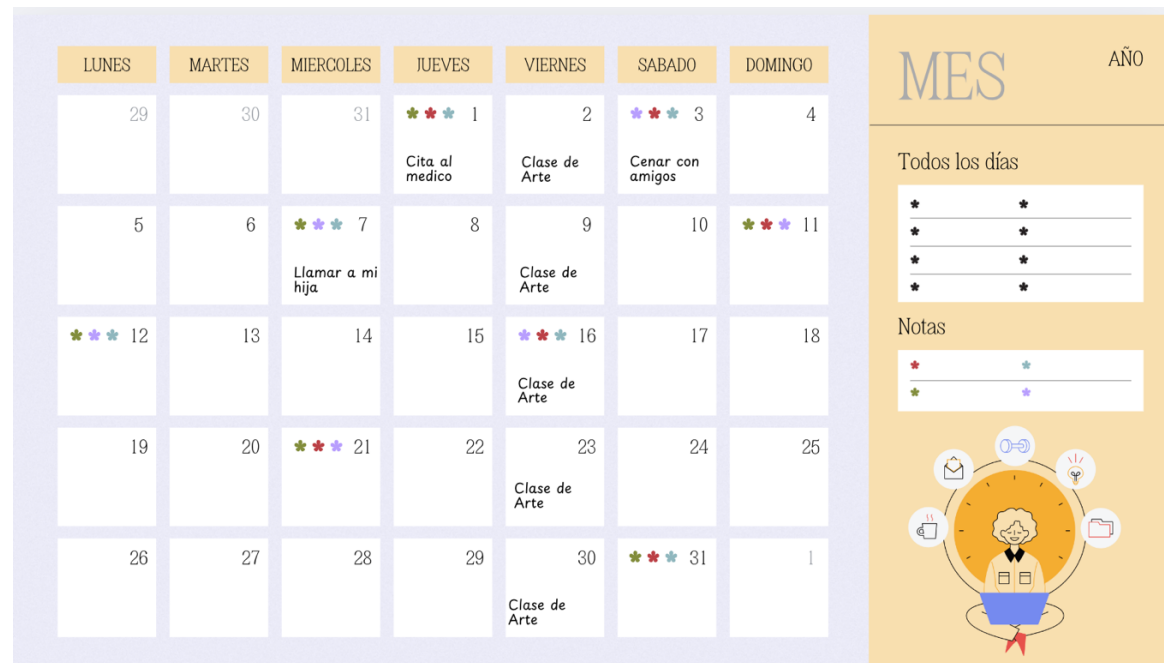 LUNES MARTES MIERCOLES JUEVES VIERNES SABADO DOMINGO
29 30 31 1 2 3 4
Cita al
medico
Clase de
Arte
Cenar con
amigos
5 6 7 8 9 10 11
Llamar a mi
hija
Clase de
Arte
12 13 14 15 16 17 18
Clase de
Arte
19 20 21 22 23 24 25
Clase de
Arte
26 27 28 29 30 31 1
Clase de
Arte
MES
AÑO
Todos los días
Notas